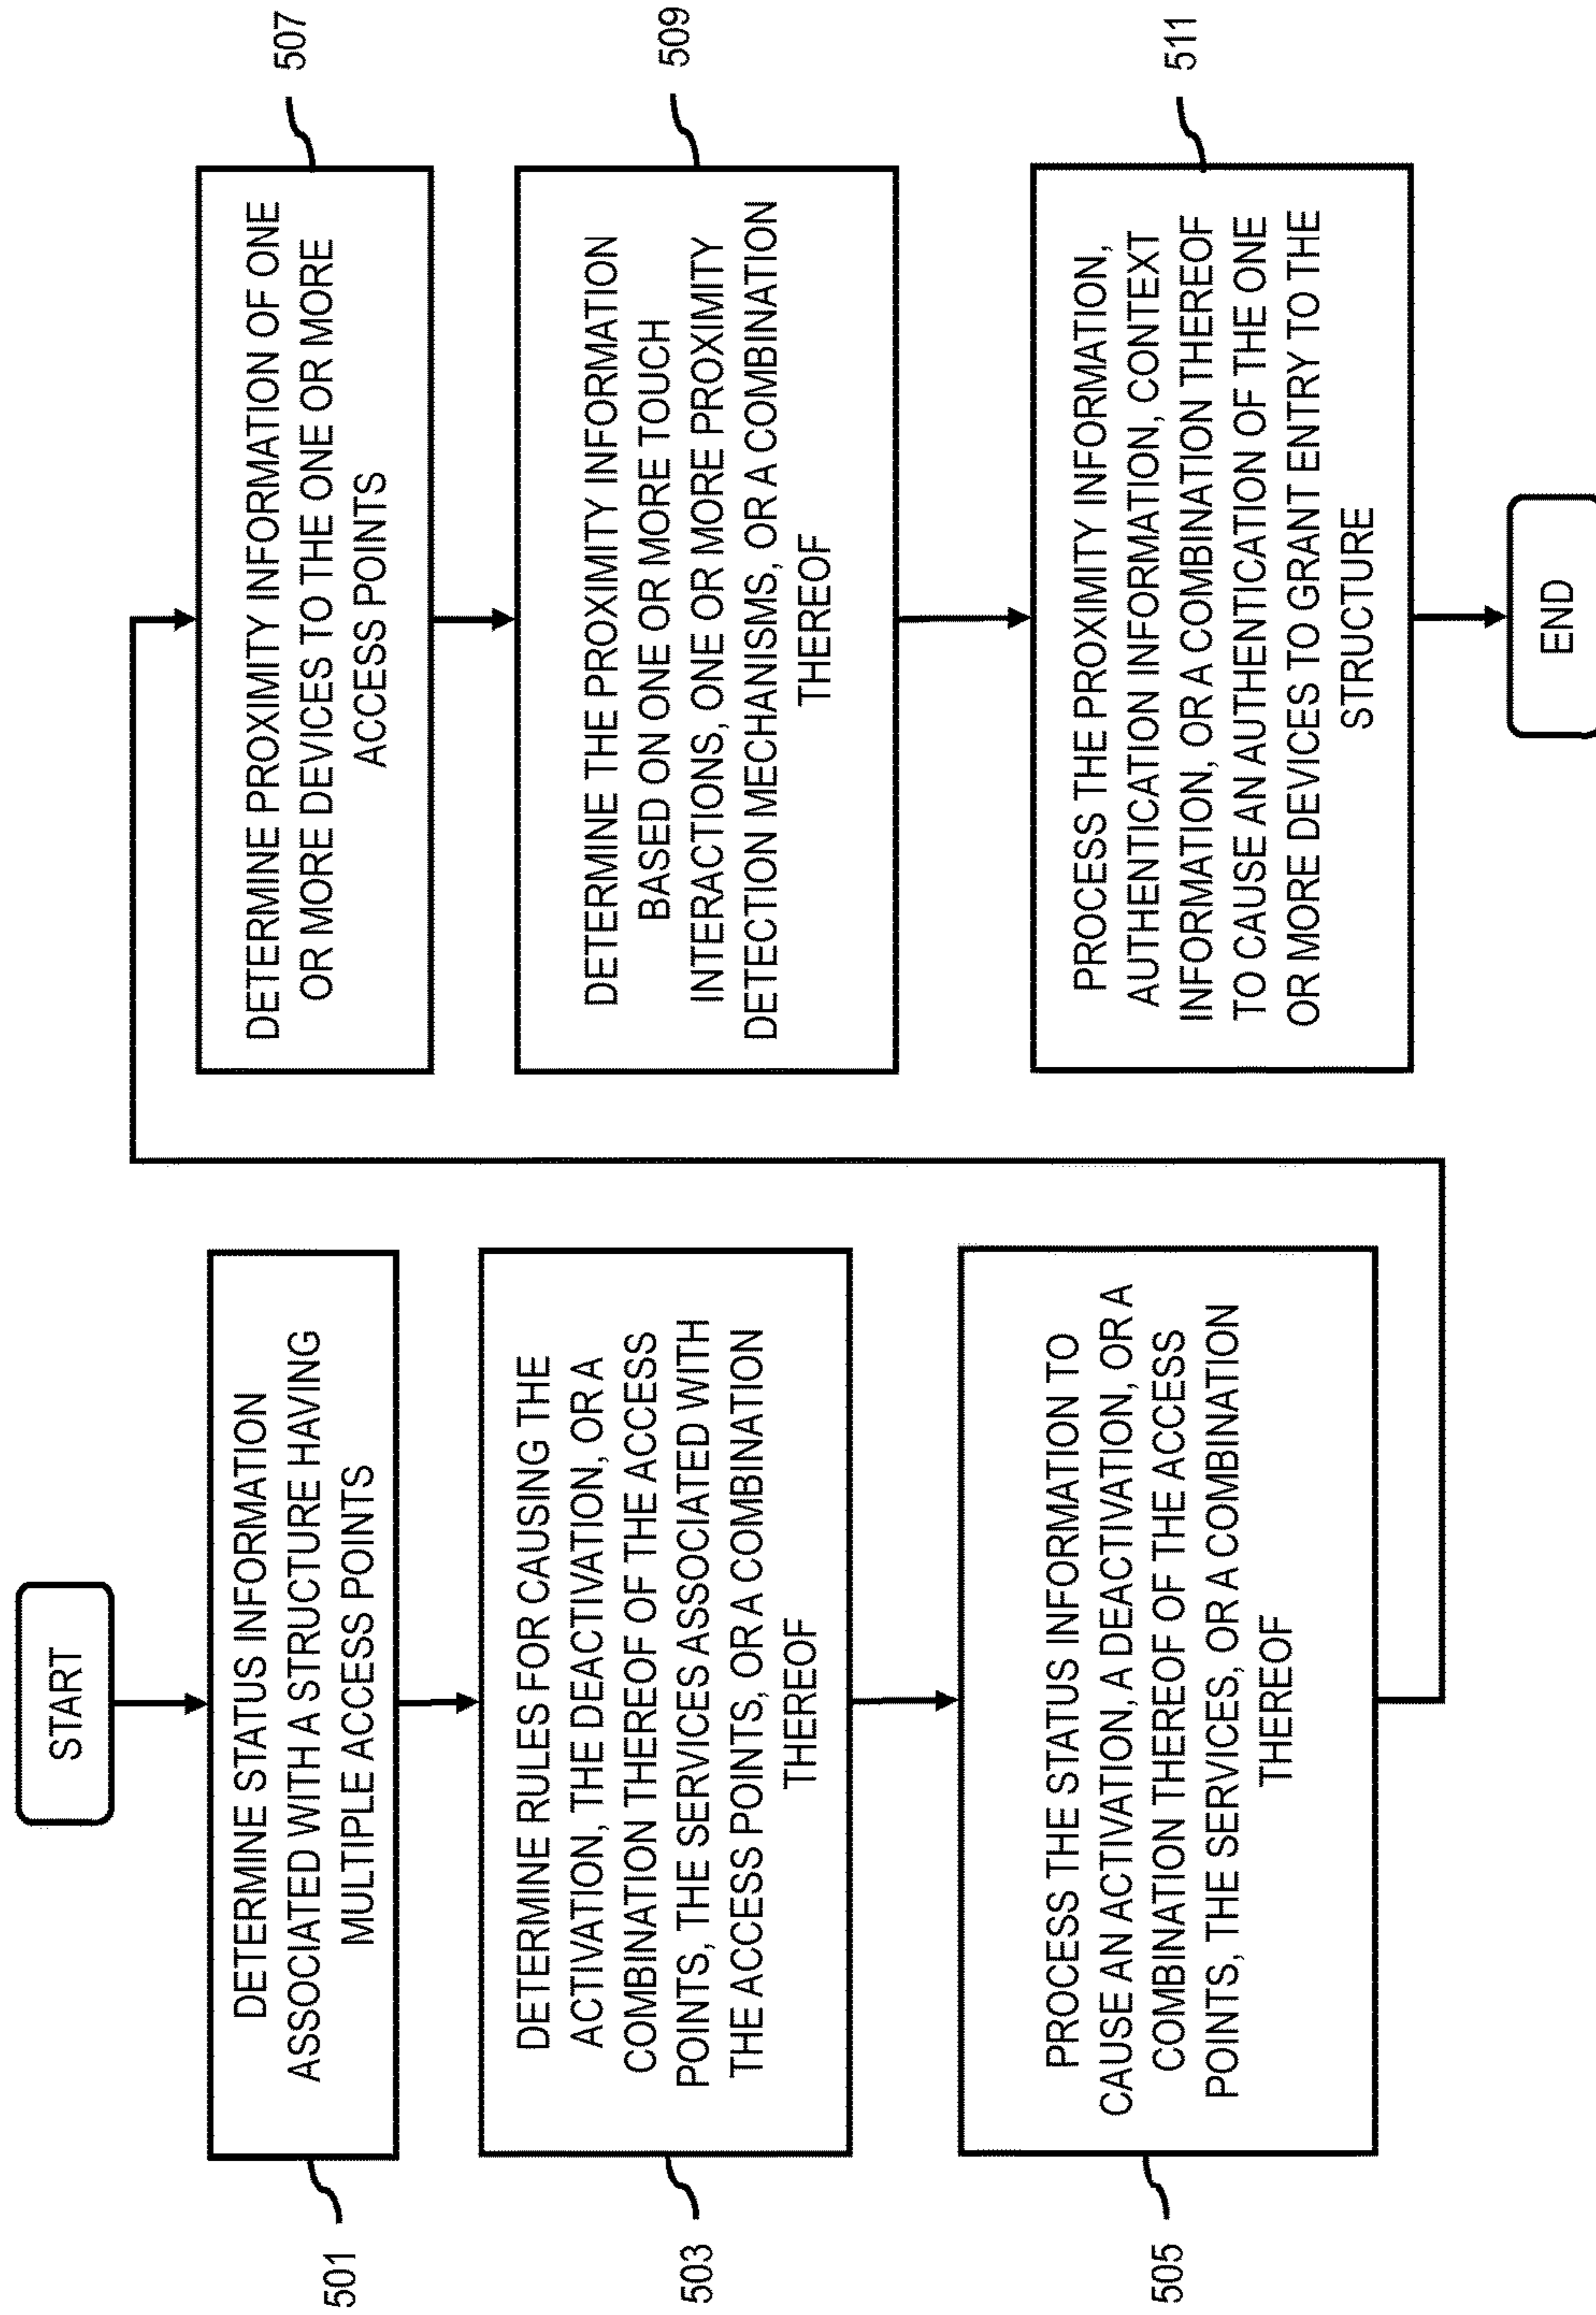 START
501
DETERMINE STATUS INFORMATION
ASSOCIATED WITH A STRUCTURE HAVING
MULTIPLE ACCESS POINTS
503
DETERMINE RULES FOR CAUSING THE
ACTIVATION, THE DEACTIVATION, OR A
COMBINATION THEREOF OF THE ACCESS
POINTS, THE SERVICES ASSOCIATED WITH
THE ACCESS POINTS, OR A COMBINATION
THEREOF
505
PROCESS THE STATUS INFORMATION TO
CAUSE AN ACTIVATION, A DEACTIVATION, OR A
COMBINATION THEREOF OF THE ACCESS
POINTS, THE SERVICES, OR A COMBINATION
THEREOF
507
DETERMINE PROXIMITY INFORMATION OF ONE
OR MORE DEVICES TO THE ONE OR MORE
ACCESS POINTS
509
DETERMINE THE PROXIMITY INFORMATION
BASED ON ONE OR MORE TOUCH
INTERACTIONS, ONE OR MORE PROXIMITY
DETECTION MECHANISMS, OR A COMBINATION
THEREOF
511
PROCESS THE PROXIMITY INFORMATION,
AUTHENTICATION INFORMATION, CONTEXT
INFORMATION, OR A COMBINATION THEREOF
TO CAUSE AN AUTHENTICATION OF THE ONE
OR MORE DEVICES TO GRANT ENTRY TO THE
STRUCTURE
END